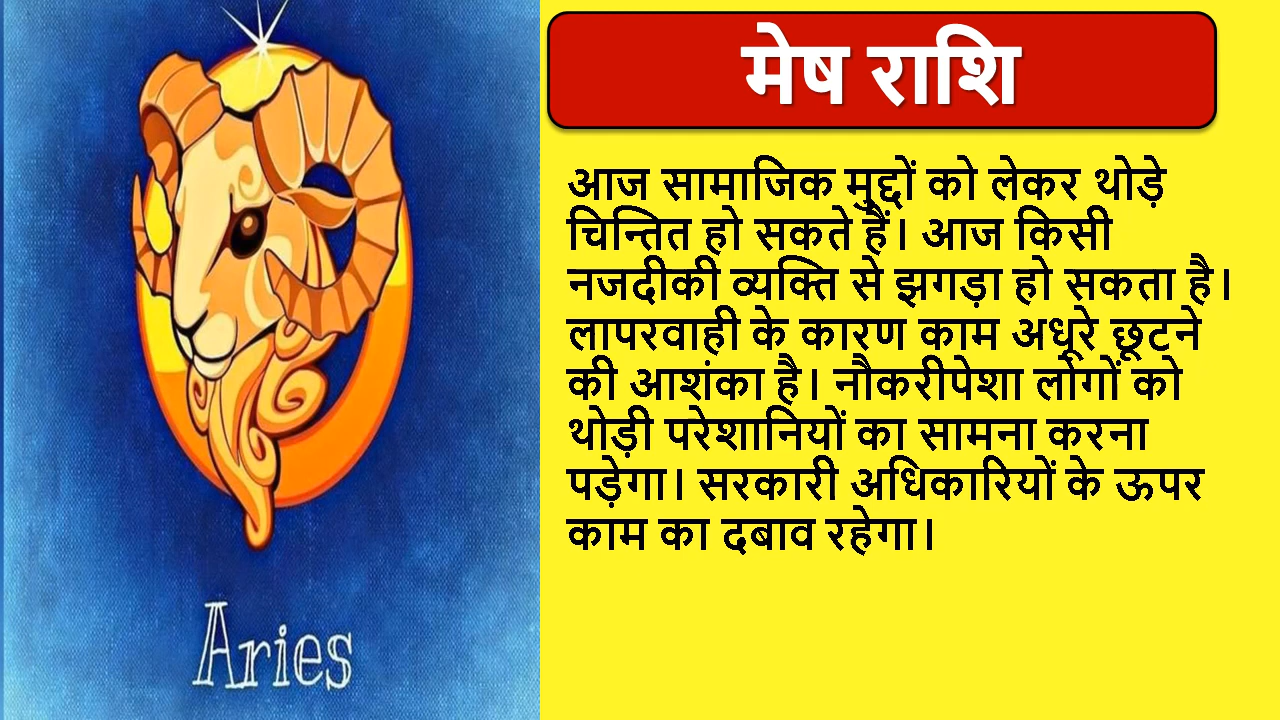 मेष राशि
आज सामाजिक मुद्दों को लेकर थोड़े
चिन्तित हो सकते हैं। आज किसी
नजदीकी व्यक्ति से झगड़ा हो सकता है।
लापरवाही के कारण काम अधूरे छूटने
की आशंका है। नौकरीपेशा लोगों को
थोड़ी परेशानियों का सामना करना
पड़ेगा। सरकारी अधिकारियों के ऊपर
काम का दबाव रहेगा।
Aries